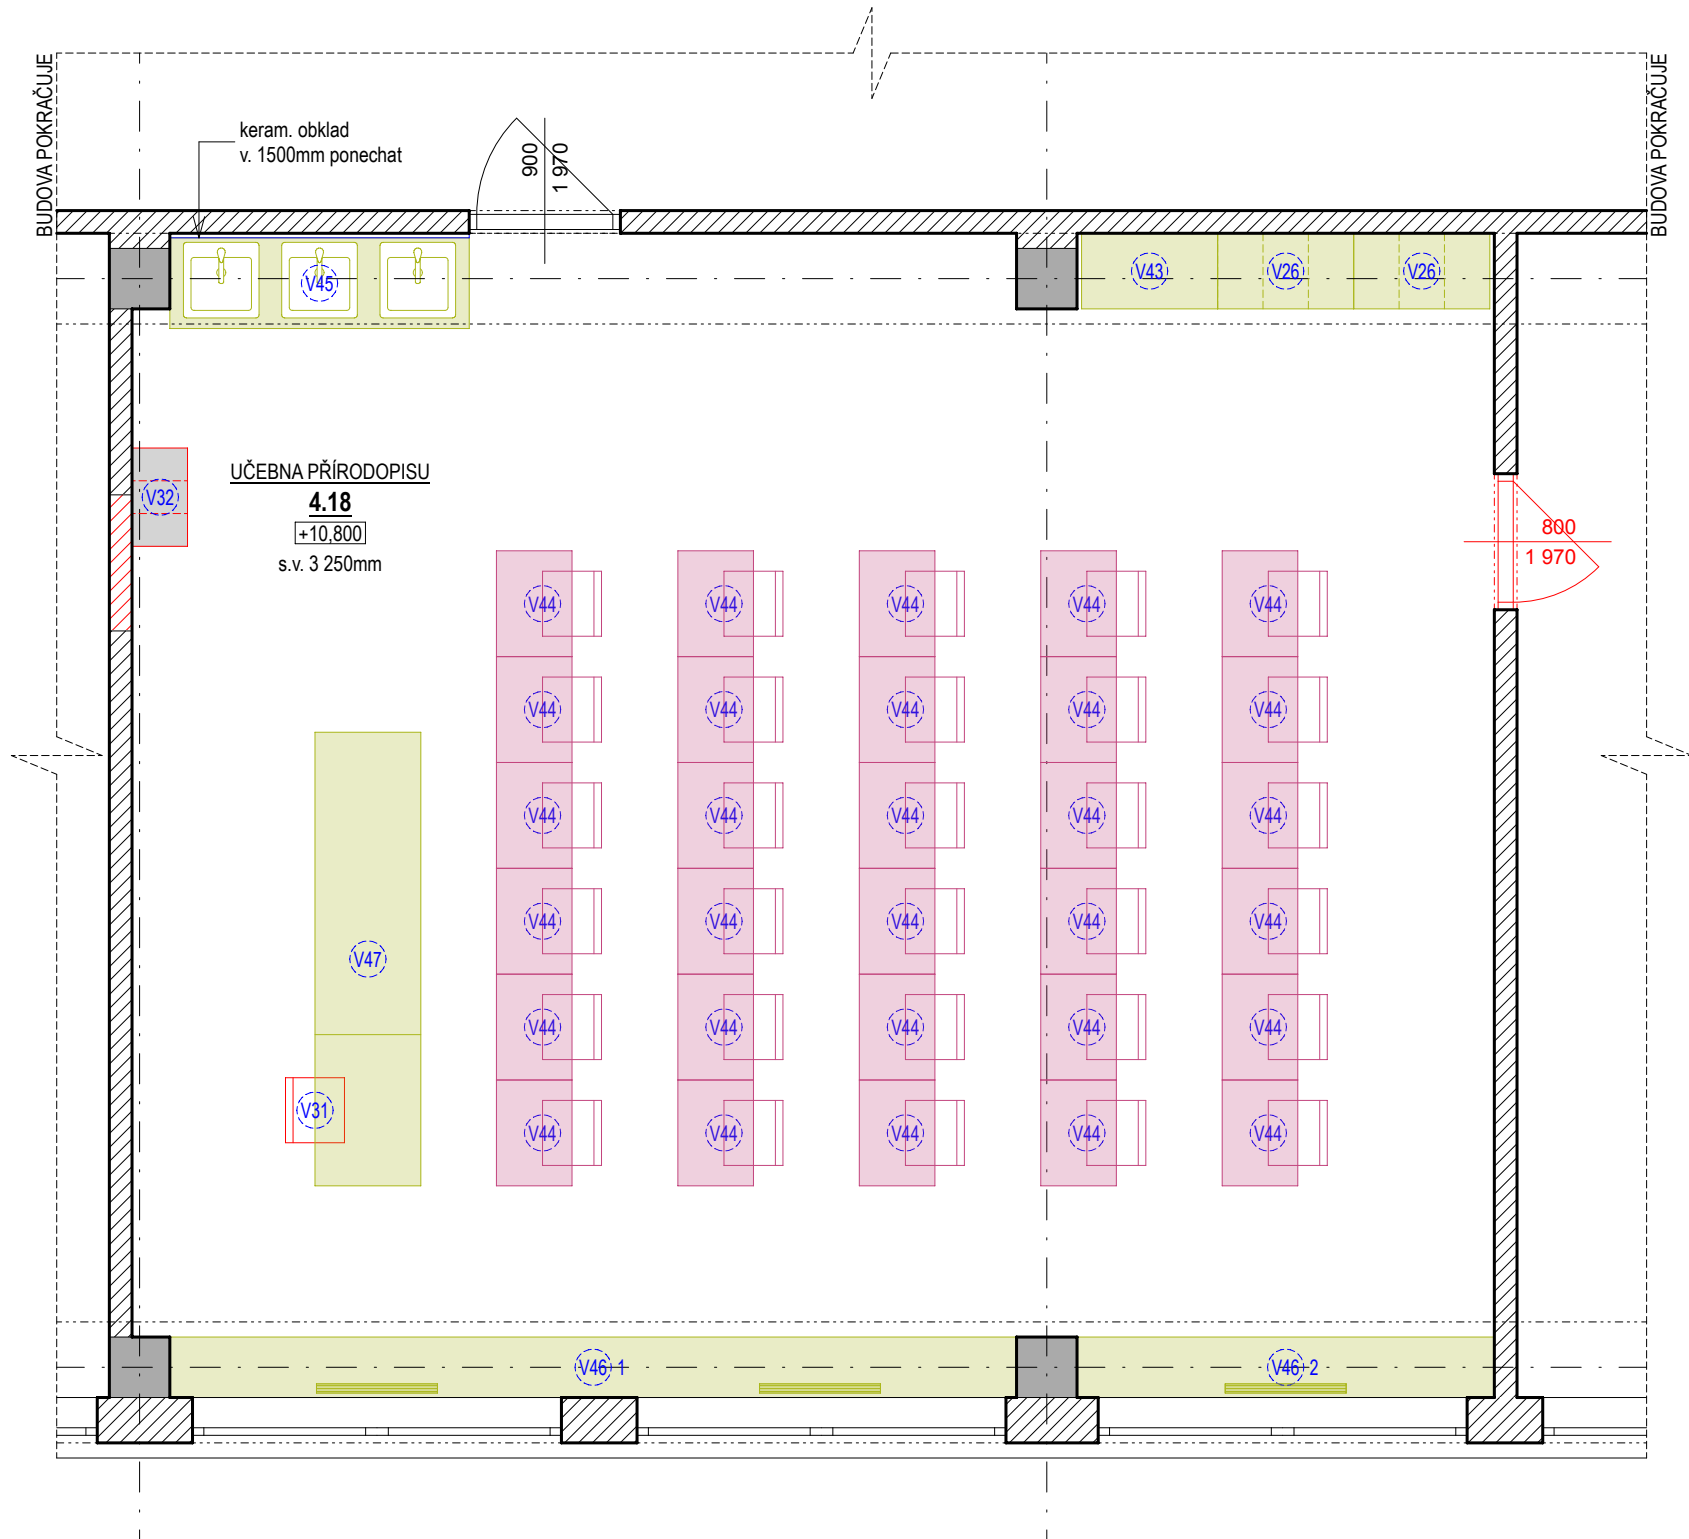 BUDOVA POKRAČUJE
BUDOVA POKRAČUJE
keram. obklad
v. 1500mm ponechat
900
1 970
V45
V43 V26 V26
V32
UČEBNA PŘÍRODOPISU
4.18
+10,800
s.v. 3 250mm
800
1 970
V44 V44 V44 V44 V44
V44 V44 V44 V44 V44
V44 V44 V44 V44 V44
V44 V44 V44 V44 V44
V47
V44 V44 V44 V44 V44
V31
V44 V44 V44 V44 V44
V46 1
V46 2